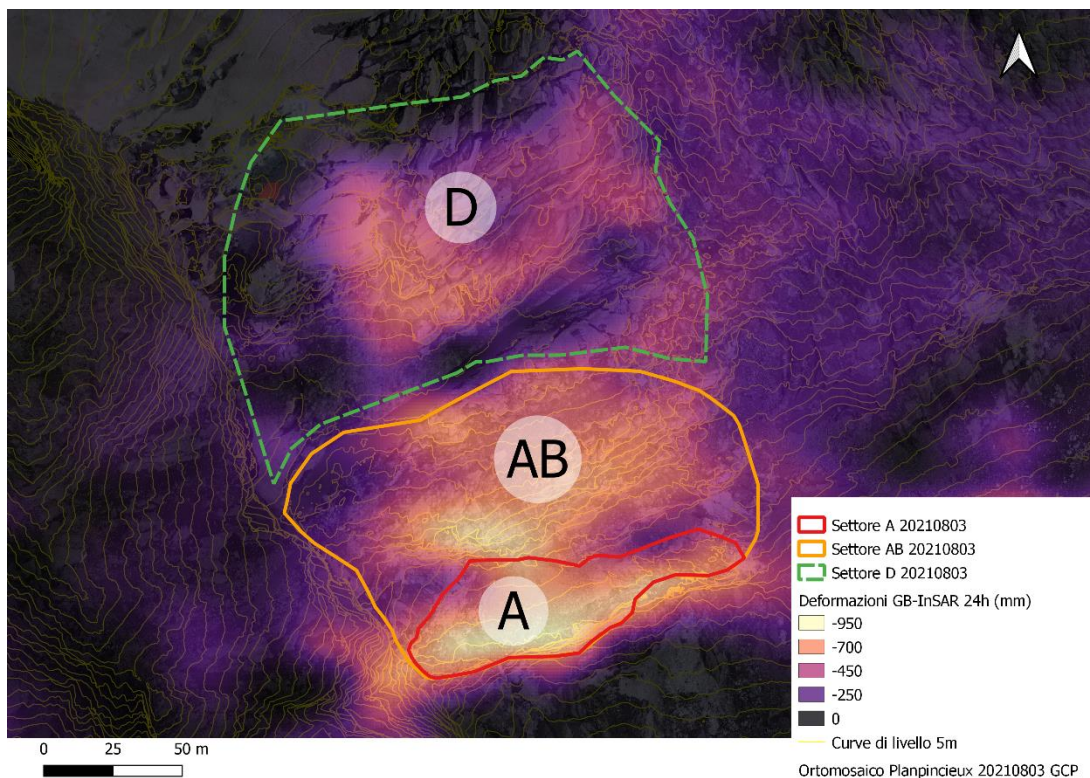 D
AB
A
Settore A 20210803
Settore AB 20210803
Settore D 20210803
Deformazioni GB-InSAR 24h (mm)
-950
-700
-450
-250
0
Curve di livello 5m
Ortomosaico Planpincieux 20210803 GCP
0 25 50 m